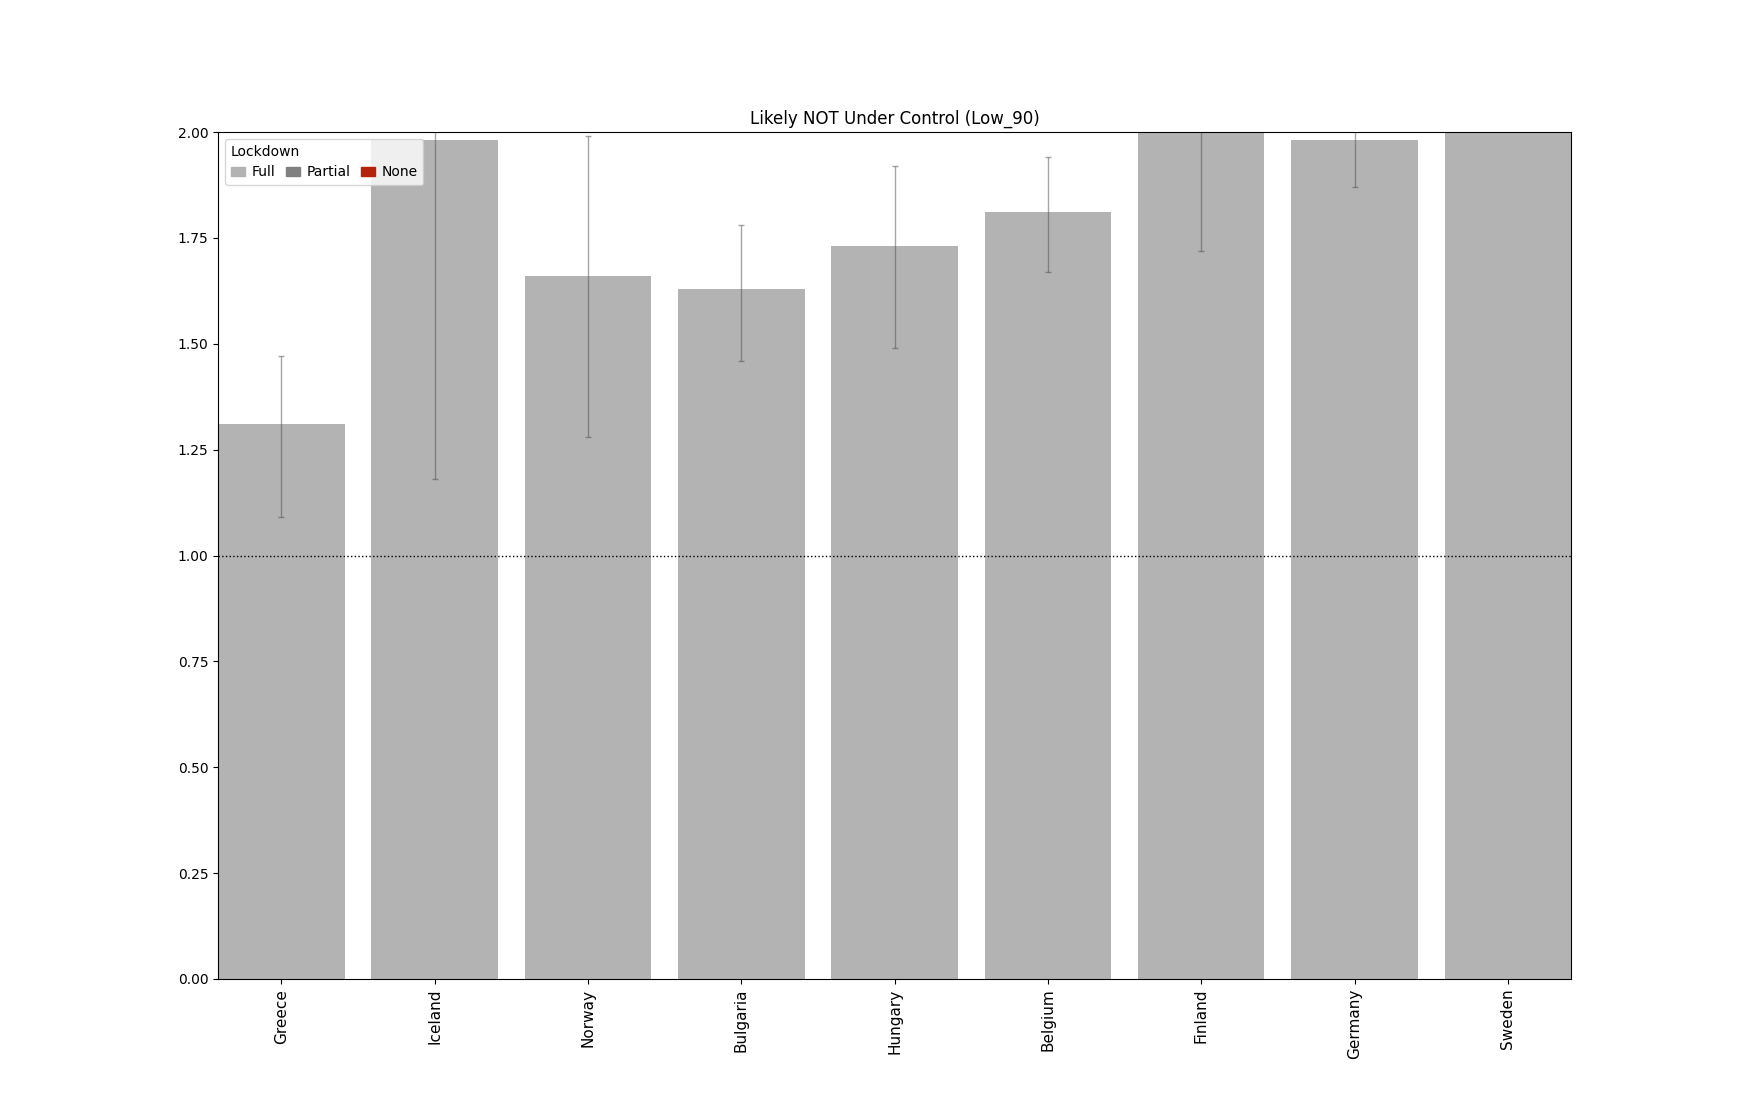 Likely NOT Under Control (Low_90)
Lockdown
Full Partial None
2.00
1.75
1.50
1.25
1.00
0.75
0.50
0.25
0.00
Greece
Iceland
Norway
Bulgaria
Hungary
Belgium
Finland
Germany
Sweden